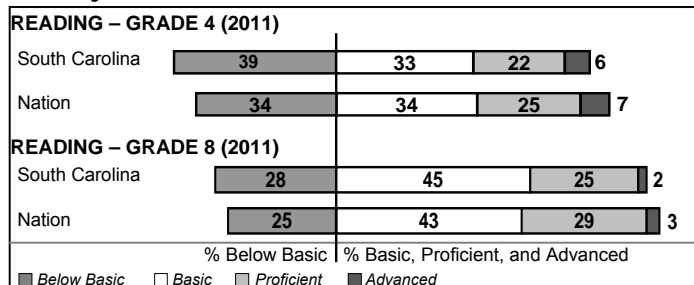 READING – GRADE 4 (2011)
South Carolina 39 33 22 6
Nation 34 34 25 7
READING – GRADE 8 (2011)
South Carolina 28 45 25 2
Nation 25 43 29 3
% Below Basic % Basic, Proficient, and Advanced
Below Basic Basic Proficient Advanced